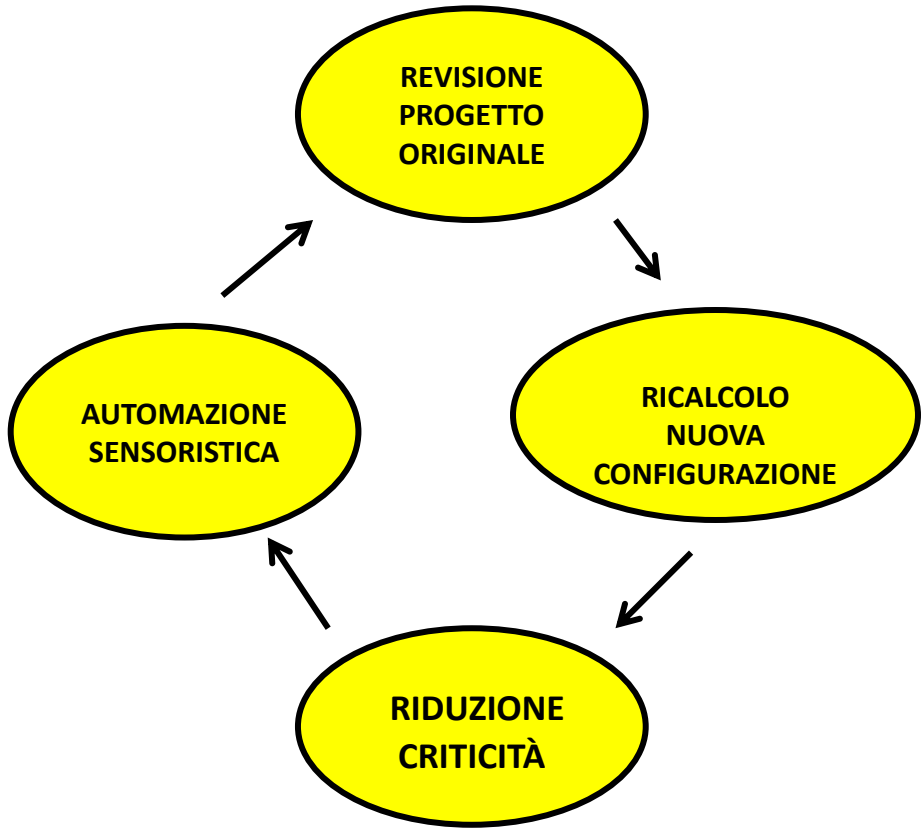 REVISIONE
PROGETTO
ORIGINALE
RICALCOLO
NUOVA
CONFIGURAZIONE
RIDUZIONE
CRITICITÀ
AUTOMAZIONE
SENSORISTICA